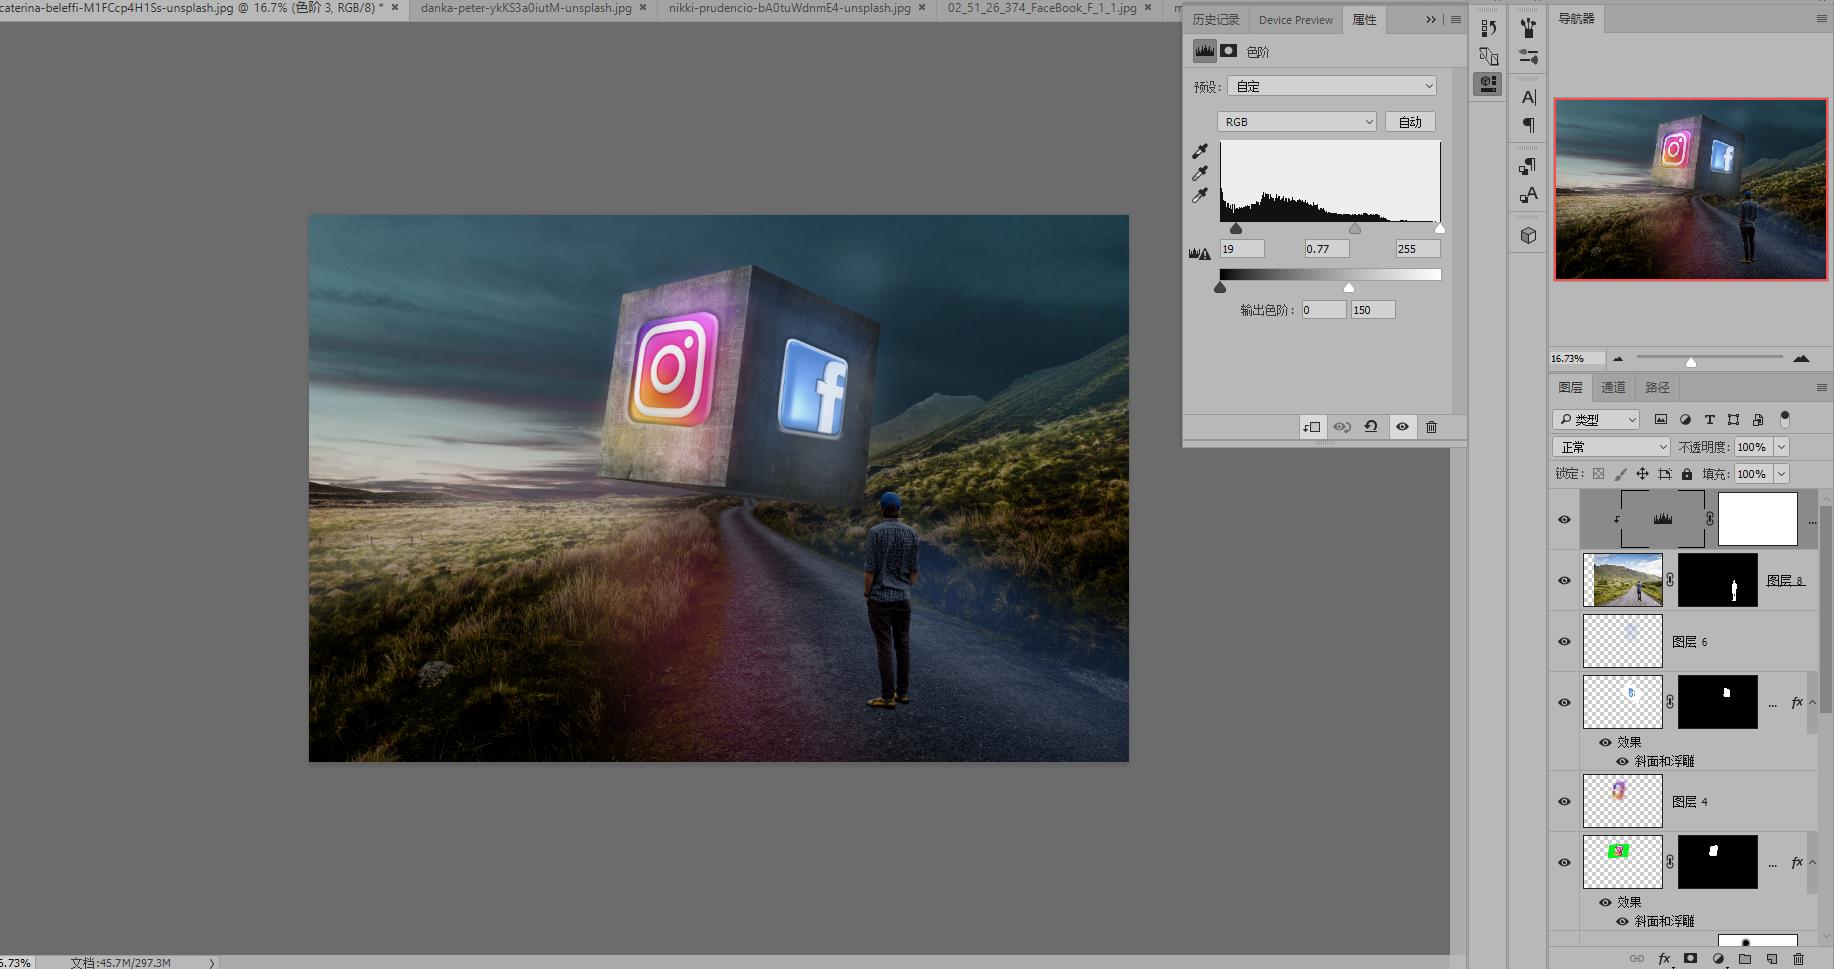 caterina-beleffi-M1FCcp4H1Ss-unsplash.jpg @ 16.7% (色阶 3, RGB/8) * ×
danka-peter-ykKS3a0iutM-unsplash.jpg ×
nikki-prudencio-bA0tuWdnmE4-unsplash.jpg ×
02_51_26_374_FaceBook_F_1_1.jpg ×
历史记录 Device Preview 属性
色阶
预设: 自定
RGB 自动
19 0.77 255
输出色阶: 0 150
导航器
16.73%
图层 通道 路径
类型
正常 不透明度: 100%
锁定: 填充: 100%
...
图层 8
图层 6
... fx
效果
斜面和浮雕
图层 4
... fx
效果
斜面和浮雕
fx
f
6.73% 文档:45.7M/297.3M